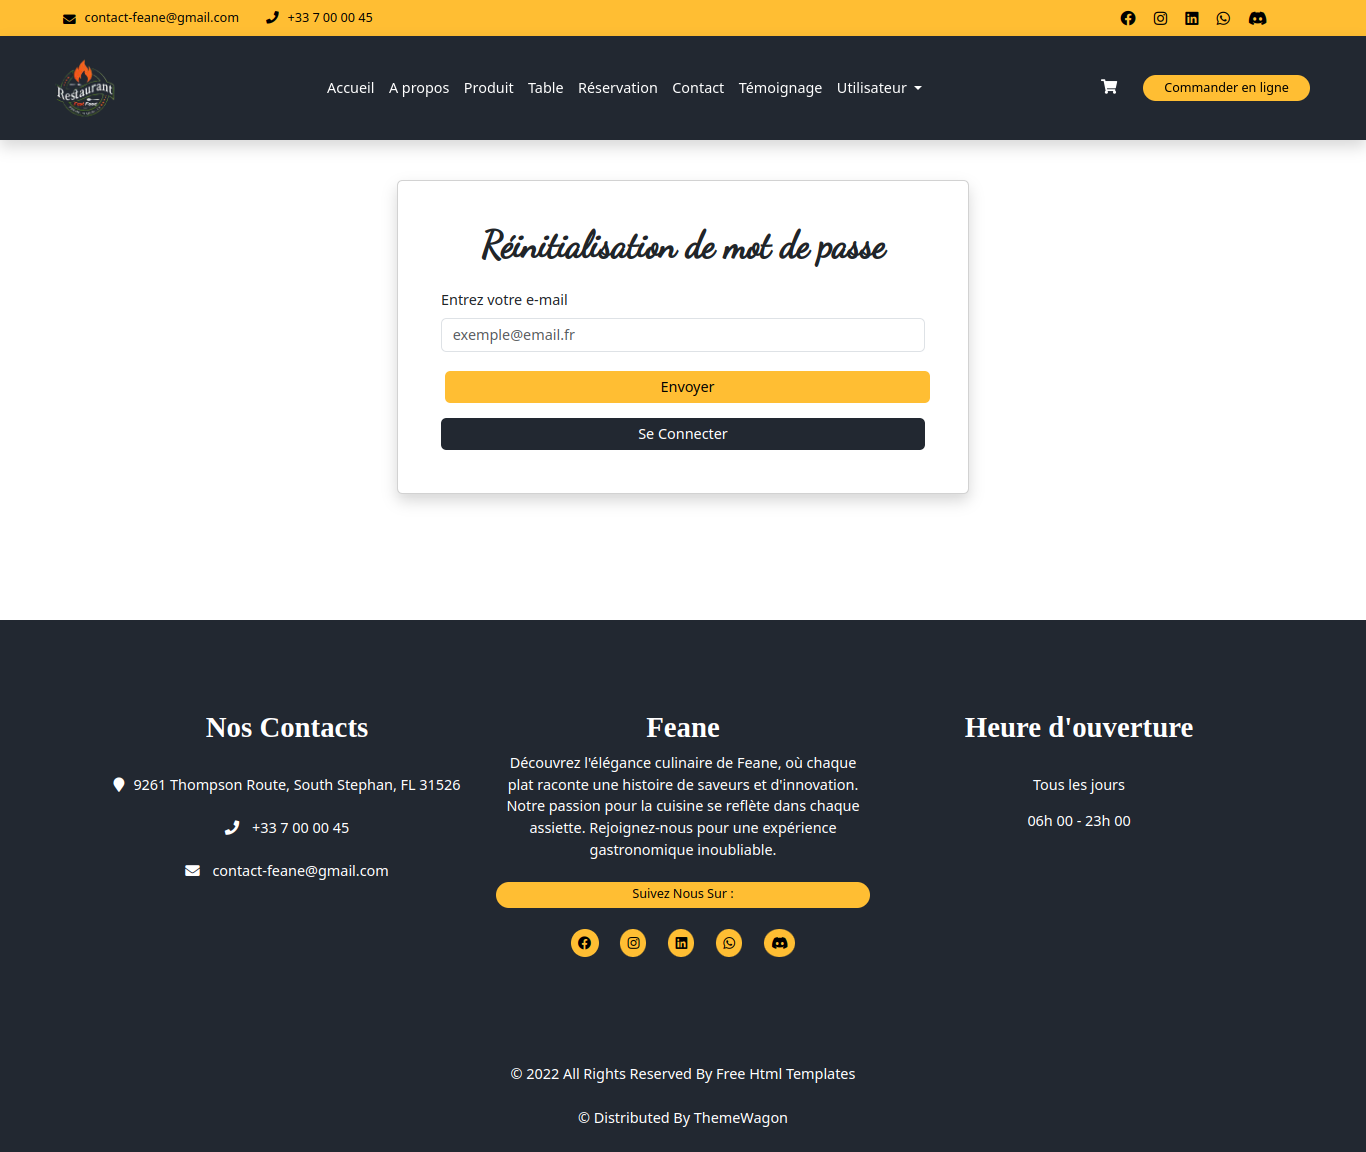 contact-feane@gmail.com +33 7 00 00 45
Restaurant
Accueil A propos Produit Table Réservation Contact Témoignage Utilisateur
Commander en ligne
Réinitialisation de mot de passe
Entrez votre e-mail
exemple@email.fr
Envoyer
Se Connecter
Nos Contacts
9261 Thompson Route, South Stephan, FL 31526
+33 7 00 00 45
contact-feane@gmail.com
Feane
Découvrez l'élégance culinaire de Feane, où chaque
plat raconte une histoire de saveurs et d'innovation.
Notre passion pour la cuisine se reflète dans chaque
assiette. Rejoignez-nous pour une expérience
gastronomique inoubliable.
Suivez Nous Sur :
Heure d'ouverture
Tous les jours
06h 00 - 23h 00
© 2022 All Rights Reserved By Free Html Templates
© Distributed By ThemeWagon